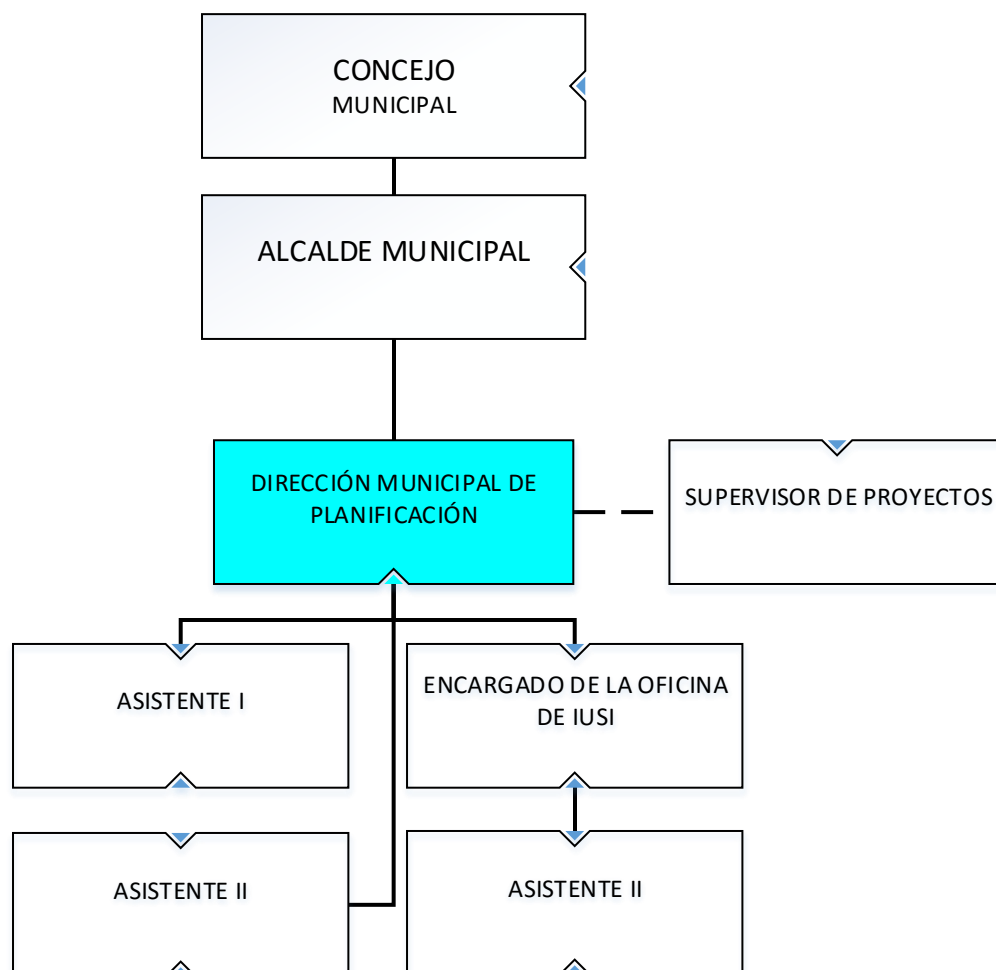 CONCEJO
MUNICIPAL
ALCALDE MUNICIPAL
DIRECCIÓN MUNICIPAL DE
PLANIFICACIÓN
SUPERVISOR DE PROYECTOS
ASISTENTE I
ENCARGADO DE LA OFICINA
DE IUSI
ASISTENTE II
ASISTENTE II